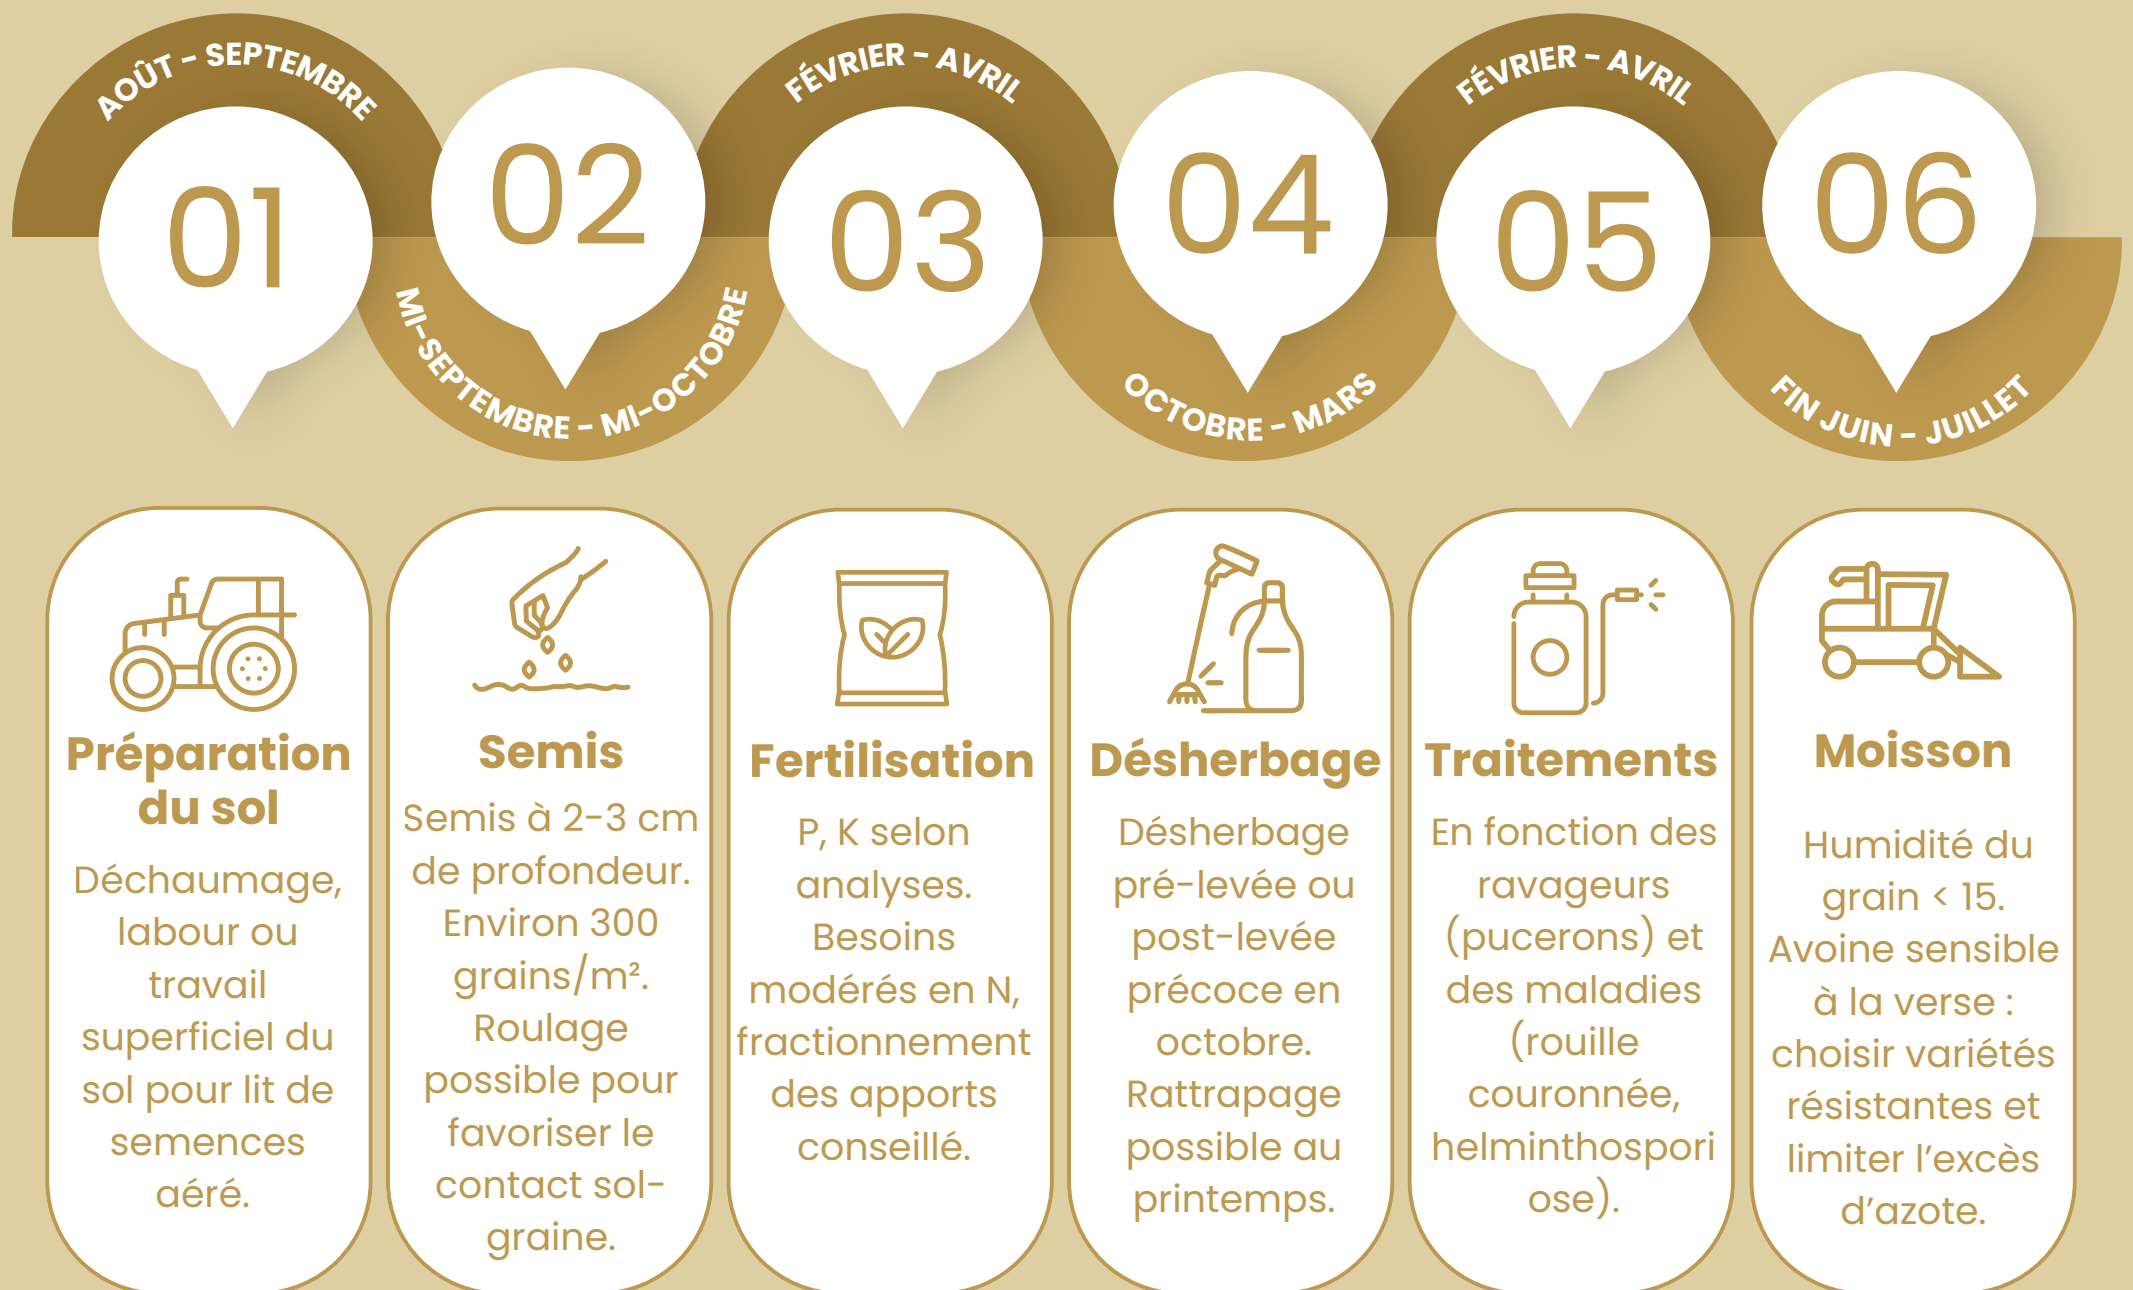 AOÛT - SEPTEMBRE
01
MI-SEPTEMBRE - MI-OCTOBRE
02
FÉVRIER - AVRIL
03
OCTOBRE - MARS
04
FÉVRIER - AVRIL
05
FIN JUIN - JUILLET
06
Préparation
du sol
Déchaumage,
labour ou
travail
superficiel du
sol pour lit de
semences
aéré.
Semis
Semis à 2-3 cm
de profondeur.
Environ 300
grains/m².
Roulage
possible pour
favoriser le
contact sol-
graine.
Fertilisation
P, K selon
analyses.
Besoins
modérés en N,
fractionnement
des apports
conseillé.
Désherbage
Désherbage
pré-levée ou
post-levée
précoce en
octobre.
Rattrapage
possible au
printemps.
Traitements
En fonction des
ravageurs
(pucerons) et
des maladies
(rouille
couronnée,
helminthospori
ose).
Moisson
Humidité du
grain < 15.
Avoine sensible
à la verse :
choisir variétés
résistantes et
limiter l'excès
d'azote.